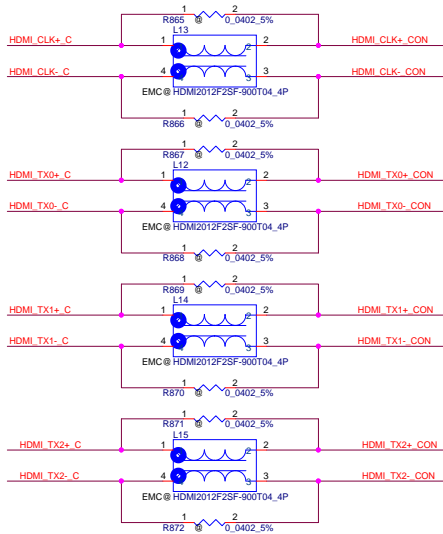 1 2
R865 @ 0_0402_5%
L13
HDMI_CLK+_C 1 2 HDMI_CLK+_CON
HDMI_CLK-_C 4 3 HDMI_CLK-_CON
EMC@ HDMI2012F2SF-900T04_4P
1 2
R866 @ 0_0402_5%
1 2
R867 @ 0_0402_5%
L12
HDMI_TX0+_C 1 2 2 HDMI_TX0+_CON
HDMI_TX0-_C 4 3 3 HDMI_TX0-_CON
EMC@ HDMI2012F2SF-900T04_4P
1 2
R868 @ 0_0402_5%
1 2
R869 @ 0_0402_5%
L14
HDMI_TX1+_C 1 2 2 HDMI_TX1+_CON
HDMI_TX1-_C 4 3 3 HDMI_TX1-_CON
EMC@ HDMI2012F2SF-900T04_4P
1 2
R870 @ 0_0402_5%
1 2
R871 @ 0_0402_5%
L15
HDMI_TX2+_C 1 2 2 HDMI_TX2+_CON
HDMI_TX2-_C 4 3 3 HDMI_TX2-_CON
EMC@ HDMI2012F2SF-900T04_4P
1 2
R872 @ 0_0402_5%